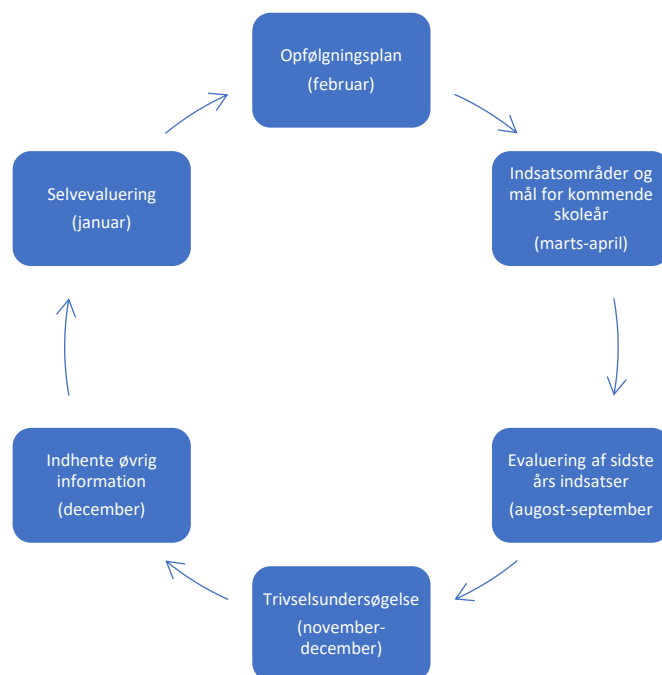 Opfølgningsplan
(februar)
Indsatsområder og
mål for kommende
skoleår
(marts-april)
Evaluering af sidste
års indsatser
(august-september
Trivselsundersøgelse
(november-
december)
Indhente øvrig
information
(december)
Selvevaluering
(januar)